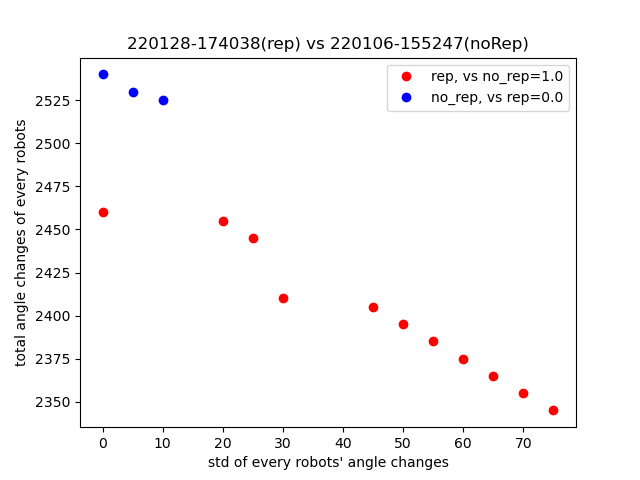 220128-174038(rep) vs 220106-155247(noRep)
rep, vs no_rep=1.0
no_rep, vs rep=0.0
total angle changes of every robots
2525
2500
2475
2450
2425
2400
2375
2350
0 10 20 30 40 50 60 70
std of every robots' angle changes